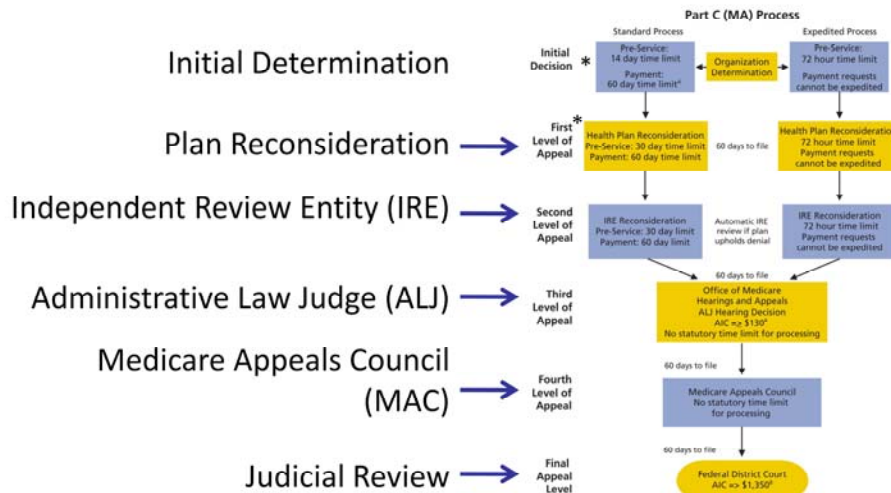 Part C (MA) Process
Standard Process
Expedited Process
Initial Determination
Initial
Decision *
Pre-Service:
14 day time limit
Payment:
60 day time limitᵃ
Organization
Determination
Pre-Service:
72 hour time limit
Payment requests
cannot be expedited
Plan Reconsideration
*
First
Level of
Appeal
Health Plan Reconsideration
Pre-Service: 30 day time limit
Payment: 60 day time limit
60 days to file
Health Plan Reconsideration
72 hour time limit
Payment requests
cannot be expedited
Independent Review Entity (IRE)
Second
Level of
Appeal
IRE Reconsideration
Pre-Service: 30 day limit
Payment: 60 day limit
Automatic IRE
review if plan
upholds denial
IRE Reconsideration
72 hour time limit
Payment requests
cannot be expedited
60 days to file
Administrative Law Judge (ALJ)
Third
Level of
Appeal
Office of Medicare
Hearings and Appeals
ALJ Hearing Decision
AIC => $130ᵃ
No statutory time limit for processing
60 days to file
Medicare Appeals Council
(MAC)
Fourth
Level of
Appeal
Medicare Appeals Council
No statutory time limit
for processing
60 days to file
Judicial Review
Final
Appeal
Level
Federal District Court
AIC => $1,350ᵃ